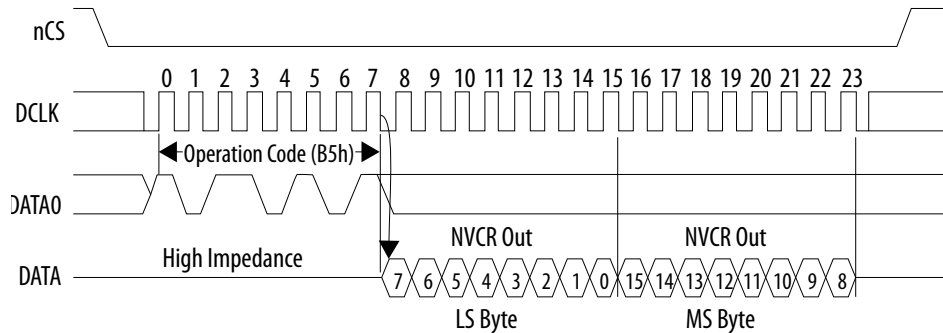 nCS
0 1 2 3 4 5 6 7 8 9 10 11 12 13 14 15 16 17 18 19 20 21 22 23
DCLK
Operation Code (B5h)
DATA0
NVCR Out NVCR Out
High Impedance
DATA 7 6 5 4 3 2 1 0 15 14 13 12 11 10 9 8
LS Byte MS Byte